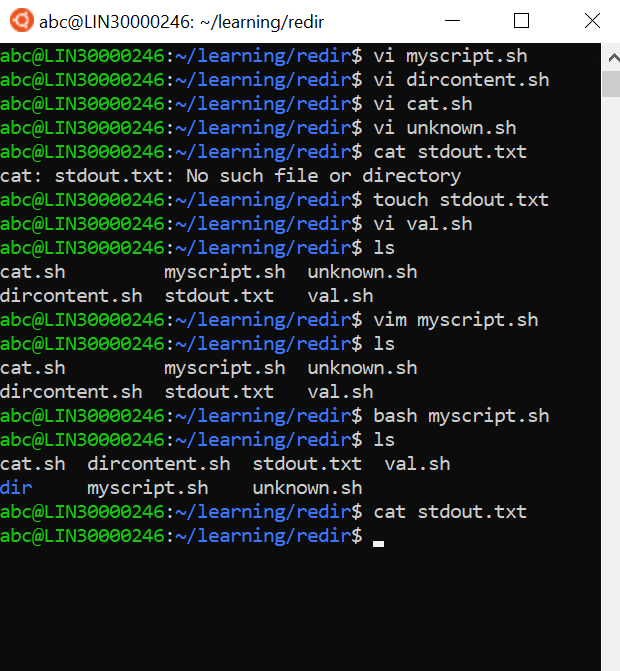 abc@LIN30000246: ~/learning/redir
abc@LIN30000246:~/learning/redir$ vi myscript.sh
abc@LIN30000246:~/learning/redir$ vi dircontent.sh
abc@LIN30000246:~/learning/redir$ vi cat.sh
abc@LIN30000246:~/learning/redir$ vi unknown.sh
abc@LIN30000246:~/learning/redir$ cat stdout.txt
cat: stdout.txt: No such file or directory
abc@LIN30000246:~/learning/redir$ touch stdout.txt
abc@LIN30000246:~/learning/redir$ vi val.sh
abc@LIN30000246:~/learning/redir$ ls
cat.sh         myscript.sh  unknown.sh
dircontent.sh  stdout.txt   val.sh
abc@LIN30000246:~/learning/redir$ vim myscript.sh
abc@LIN30000246:~/learning/redir$ ls
cat.sh         myscript.sh  unknown.sh
dircontent.sh  stdout.txt   val.sh
abc@LIN30000246:~/learning/redir$ bash myscript.sh
abc@LIN30000246:~/learning/redir$ ls
cat.sh  dircontent.sh  stdout.txt  val.sh
dir     myscript.sh    unknown.sh
abc@LIN30000246:~/learning/redir$ cat stdout.txt
abc@LIN30000246:~/learning/redir$